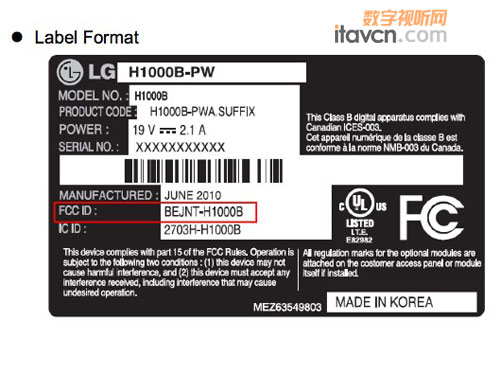 数字视听网
itavcn.com
● Label Format
LG H1000B-PW
MODEL NO. : H1000B
PRODUCT CODE : H1000B-PWA.SUFFIX
POWER : 19 V 2.1 A
SERIAL NO. : XXXXXXXXXXX
This Class B digital apparatus complies with
Canadian ICES-003.
Cet appareil numérique de la classe B est
conforme à la norme NMB-003 du Canada.
MANUFACTURED : JUNE 2010
FCC ID : BEJNT-H1000B
IC ID : 2703H-H1000B
C UL US
LISTED
I.T.E.
E82982
FC
This device complies with part 15 of the FCC Rules. Operation is
subject to the following two conditions : (1) this device may not
cause harmful interference, and (2) this device must accept any
interference received, including interference that may cause
undesired operation.
All regulation marks for the optional modules are
attached on the customer access panel or module
itself if installed.
MEZ63549803
MADE IN KOREA